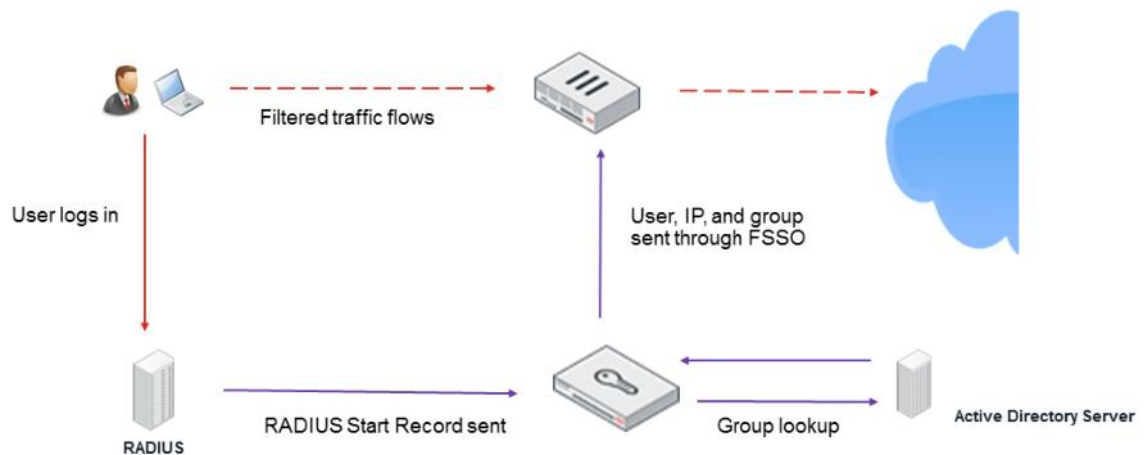 Filtered traffic flows
User logs in
User, IP, and group
sent through FSSO
RADIUS Start Record sent
Group lookup
Active Directory Server
RADIUS